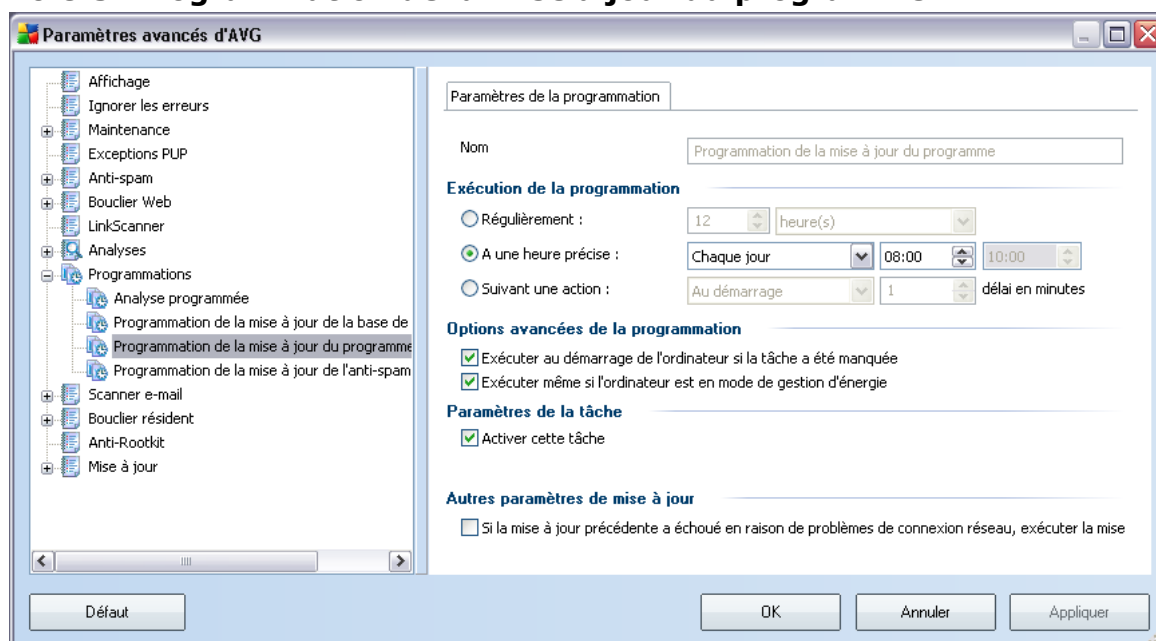 Paramètres avancés d'AVG
Affichage
Ignorer les erreurs
Maintenance
Exceptions PUP
Anti-spam
Bouclier Web
LinkScanner
Analyses
Programmations
Analyse programmée
Programmation de la mise à jour de la base de
Programmation de la mise à jour du programme
Programmation de la mise à jour de l'anti-spam
Scanner e-mail
Bouclier résident
Anti-Rootkit
Mise à jour
Paramètres de la programmation
Nom Programmation de la mise à jour du programme
Exécution de la programmation
Régulièrement : 12 heure(s)
A une heure précise : Chaque jour 08:00 10:00
Suivant une action : Au démarrage 1 délai en minutes
Options avancées de la programmation
Exécuter au démarrage de l'ordinateur si la tâche a été manquée
Exécuter même si l'ordinateur est en mode de gestion d'énergie
Paramètres de la tâche
Activer cette tâche
Autres paramètres de mise à jour
Si la mise à jour précédente a échoué en raison de problèmes de connexion réseau, exécuter la mise
Défaut OK Annuler Appliquer